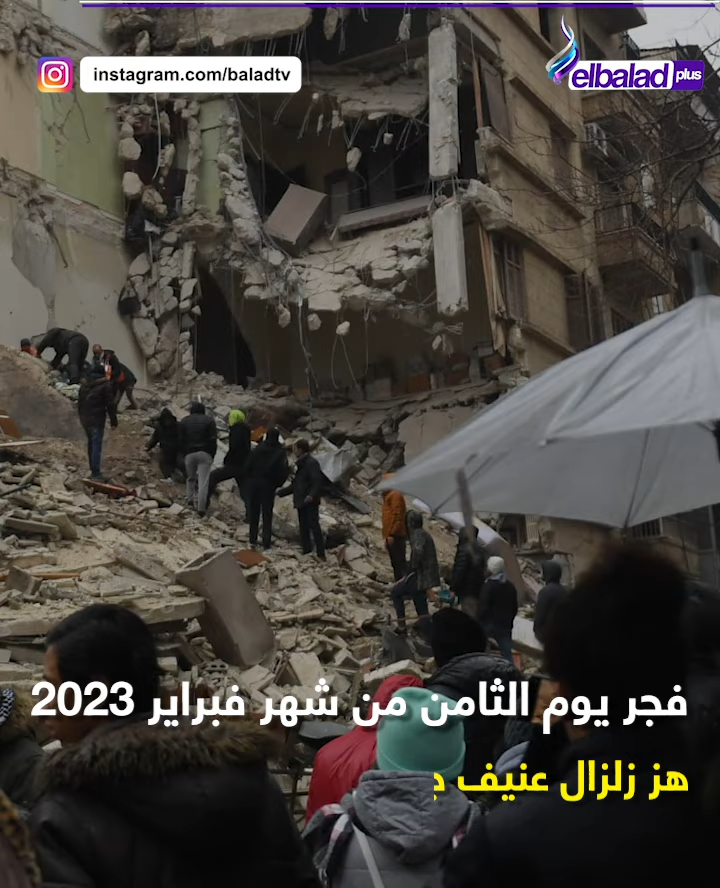 instagram.com/baladtv
elbalad plus
فجر يوم الثامن من شهر فبراير 2023
هز زلزال عنيف